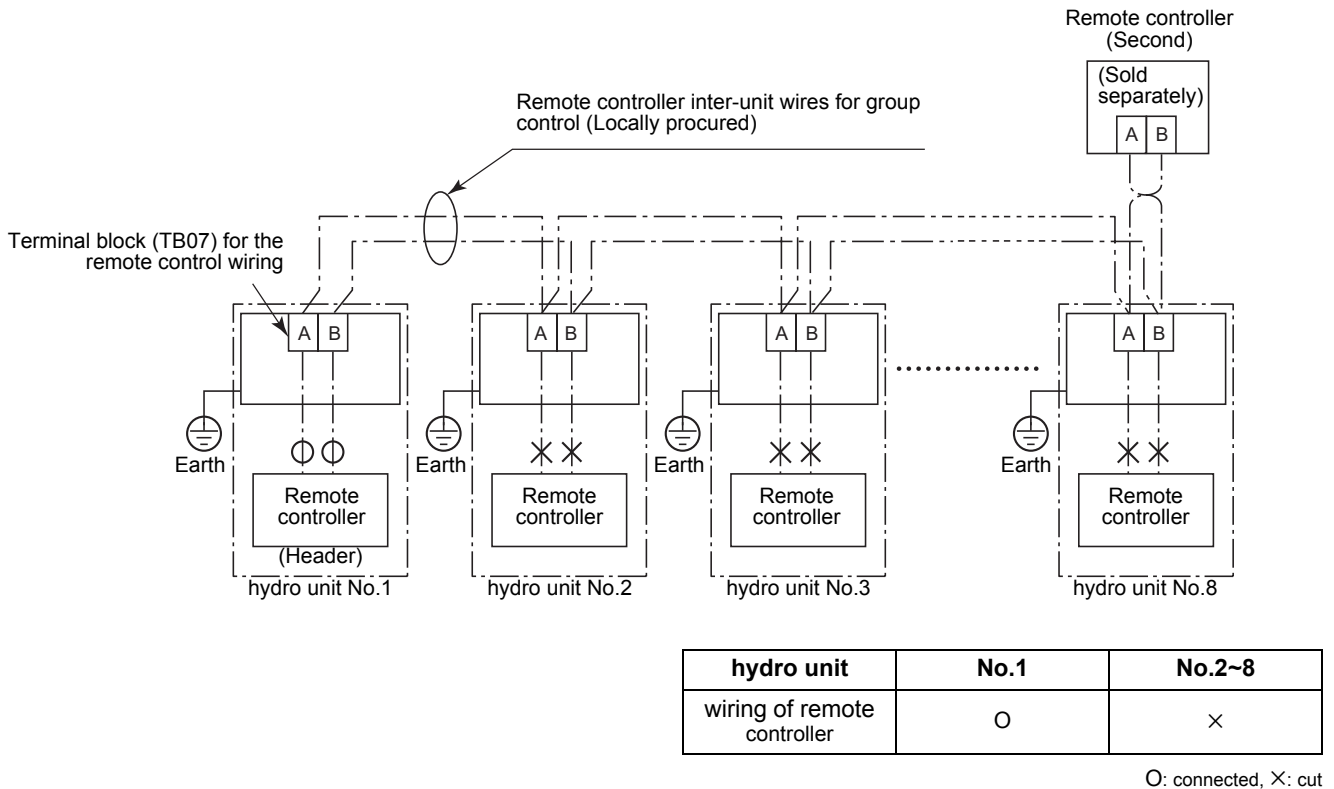 Remote controller
(Second)
(Sold
separately)
A B
Remote controller inter-unit wires for group
control (Locally procured)
Terminal block (TB07) for the
remote control wiring
A B
A B
A B
A B
Earth
Earth
Earth
Earth
Remote
controller
(Header)
Remote
controller
Remote
controller
Remote
controller
hydro unit No.1
hydro unit No.2
hydro unit No.3
hydro unit No.8
hydro unit No.1 No.2~8
wiring of remote
controller O ×
O: connected, ×: cut